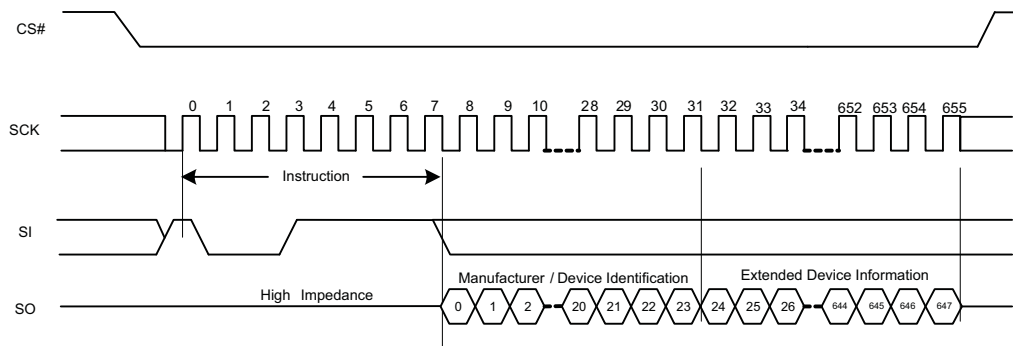 CS#
0 1 2 3 4 5 6 7 8 9 10 28 29 30 31 32 33 34 652 653 654 655
SCK
Instruction
SI
Manufacturer / Device Identification Extended Device Information
High Impedance
SO 0 1 2 20 21 22 23 24 25 26 644 645 646 647